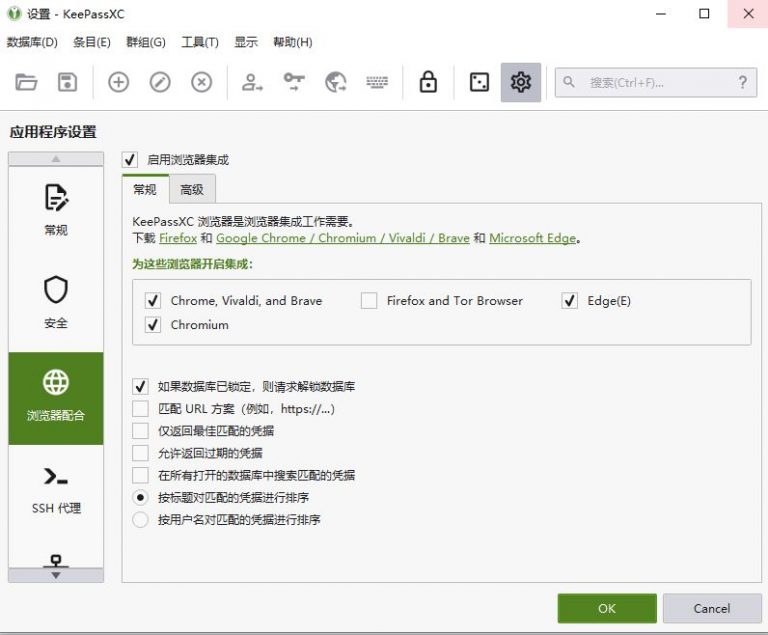 设置 - KeePassXC
数据库(D) 条目(E) 群组(G) 工具(T) 显示 帮助(H)
搜索(Ctrl+F)... ?
应用程序设置
常规
安全
浏览器配合
SSH 代理
启用浏览器集成
常规 高级
KeePassXC 浏览器是浏览器集成工作需要。
下载 Firefox 和 Google Chrome / Chromium / Vivaldi / Brave 和 Microsoft Edge。
为这些浏览器开启集成：
Chrome, Vivaldi, and Brave Firefox and Tor Browser Edge(E)
Chromium
如果数据库已锁定，则请求解锁数据库
匹配 URL 方案（例如，https://...）
仅返回最佳匹配的凭据
允许返回过期的凭据
在所有打开的数据库中搜索匹配的凭据
按标题对匹配的凭据进行排序
按用户名对匹配的凭据进行排序
OK Cancel